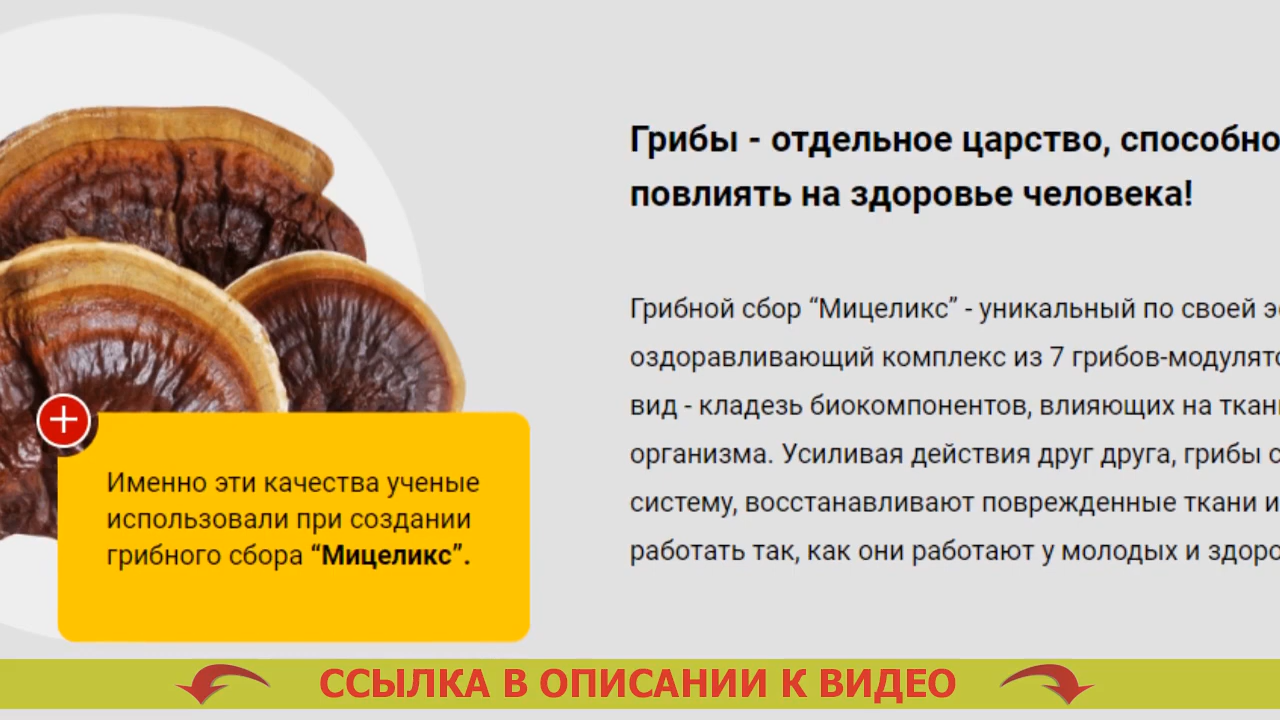 Грибы - отдельное царство, способно
повлиять на здоровье человека!
Грибной сбор “Мицеликс” - уникальный по своей
оздоравливающий комплекс из 7 грибов-модулято
вид - кладезь биокомпонентов, влияющих на ткан
организма. Усиливая действия друг друга, грибы с
систему, восстанавливают поврежденные ткани и
работать так, как они работают у молодых и здоро
Именно эти качества ученые
использовали при создании
грибного сбора “Мицеликс”.
ССЫЛКА В ОПИСАНИИ К ВИДЕО